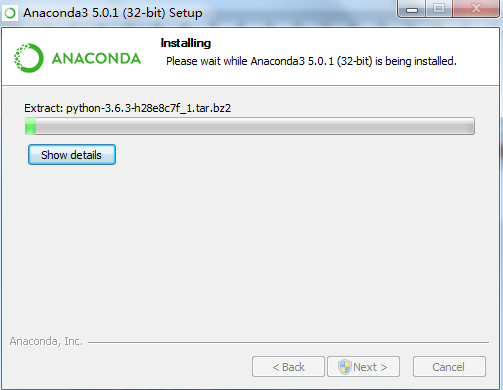 Anaconda3 5.0.1 (32-bit) Setup
ANACONDA
Installing
Please wait while Anaconda3 5.0.1 (32-bit) is being installed.
Extract: python-3.6.3-h28e8c7f_1.tar.bz2
Show details
Anaconda, Inc.
< Back
Next >
Cancel